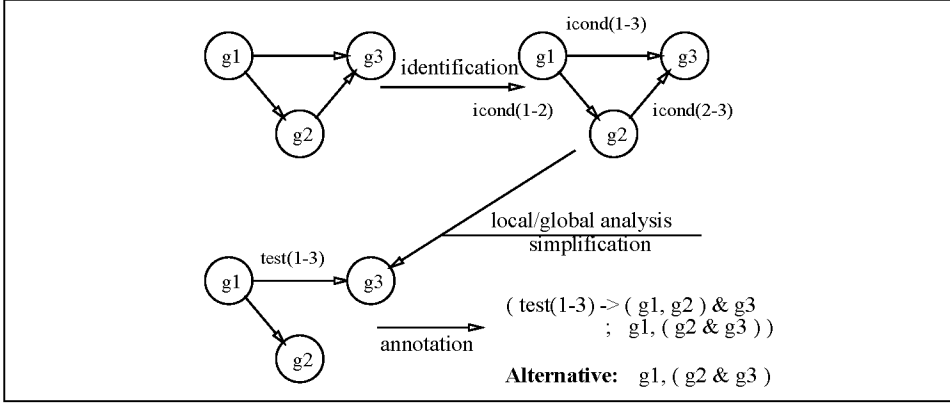 icond(1-3)
g1
g3
g1
g3
identification
icond(1-2)
icond(2-3)
g2
g2
local/global analysis
simplification
test(1-3)
g1
g3
( test(1-3) -> ( g1, g2 ) & g3
; g1, ( g2 & g3 ) )
annotation
g2
Alternative: g1, ( g2 & g3 )